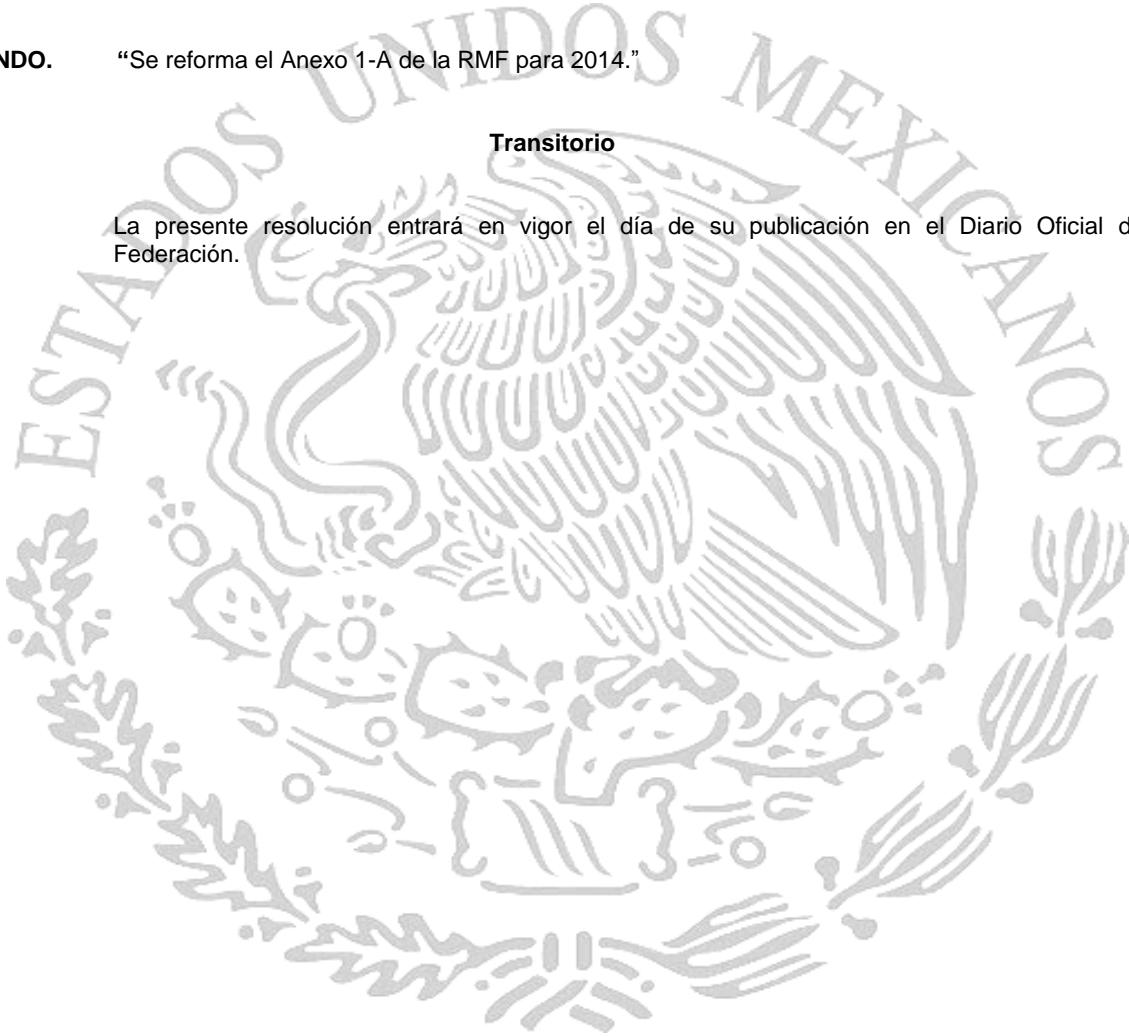 NDO. “Se reforma el Anexo 1-A de la RMF para 2014.”
Transitorio
La presente resolución entrará en vigor el día de su publicación en el Diario Oficial d
Federación.
ESTADOS UNIDOS MEXICANOS